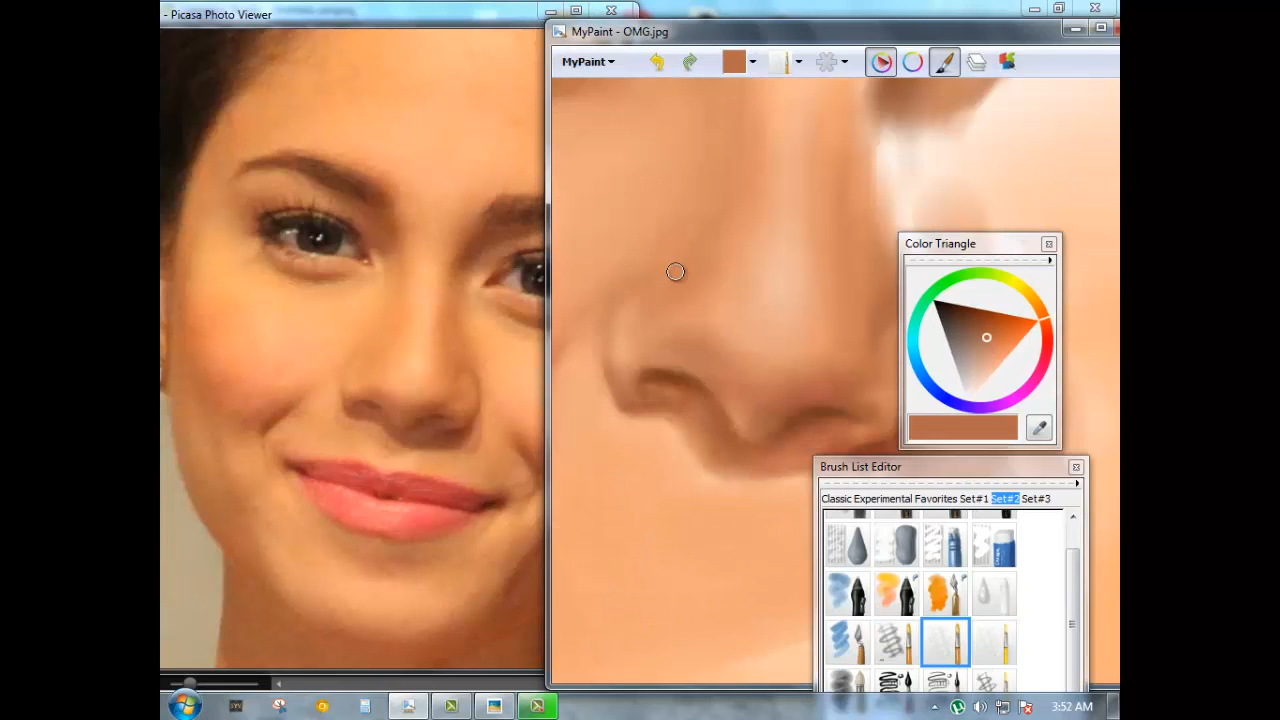 - Picasa Photo Viewer
MyPaint - OMG.jpg
MyPaint
Color Triangle
Brush List Editor
Classic Experimental Favorites Set#1 Set#2 Set#3
3:52 AM